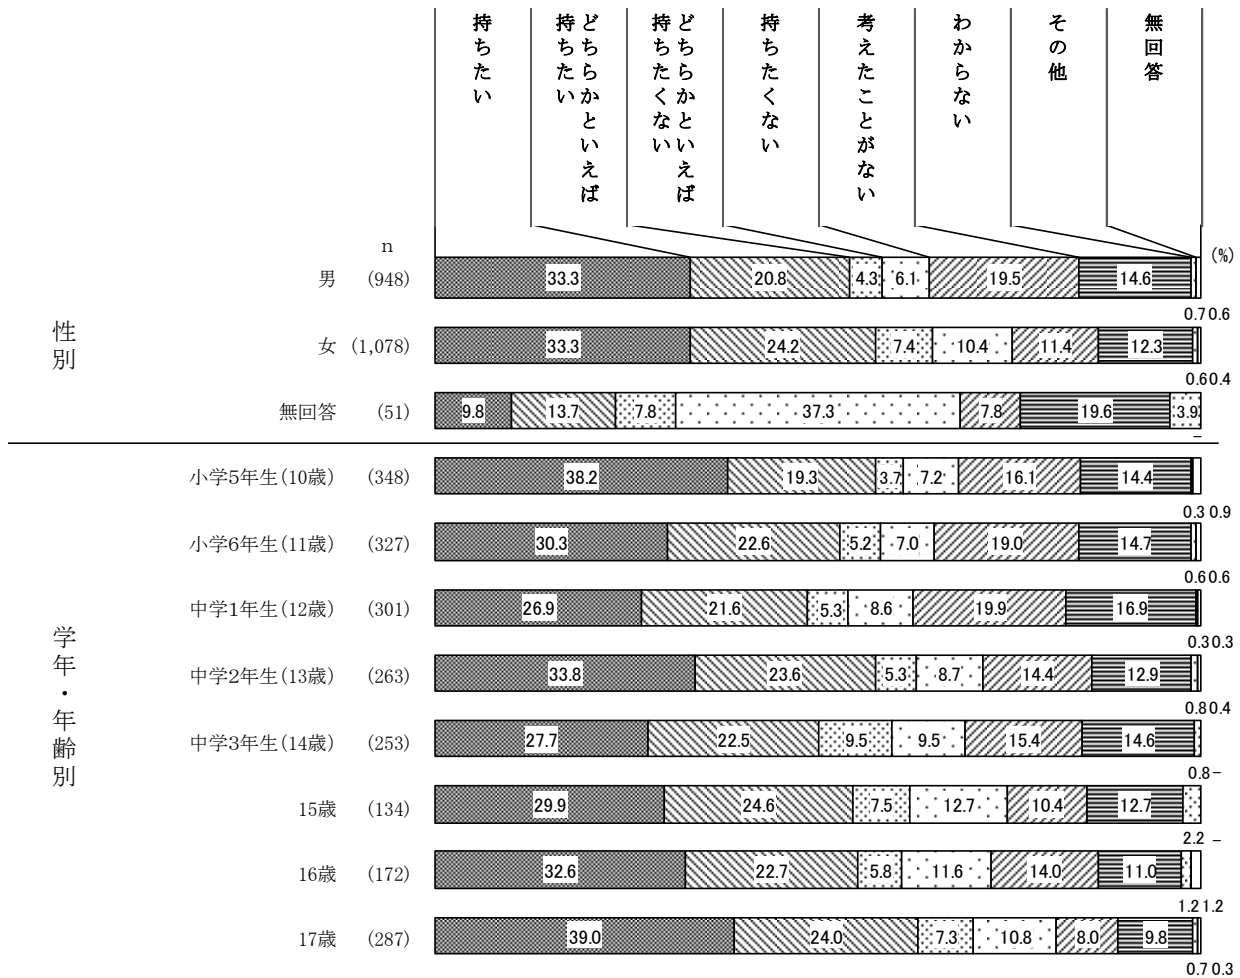 持ちたい
どちらかといえば
持ちたい
どちらかといえば
持ちたくない
持ちたくない
考えたことがない
わからない
その他
無回答
n
(%)
性別
男 (948) 33.3 20.8 4.3 6.1 19.5 14.6
0.7 0.6
女 (1,078) 33.3 24.2 7.4 10.4 11.4 12.3
0.6 0.4
無回答 (51) 9.8 13.7 7.8 37.3 7.8 19.6 3.9
－
学年・年齢別
小学5年生(10歳) (348) 38.2 19.3 3.7 7.2 16.1 14.4
0.3 0.9
小学6年生(11歳) (327) 30.3 22.6 5.2 7.0 19.0 14.7
0.6 0.6
中学1年生(12歳) (301) 26.9 21.6 5.3 8.6 19.9 16.9
0.3 0.3
中学2年生(13歳) (263) 33.8 23.6 5.3 8.7 14.4 12.9
0.8 0.4
中学3年生(14歳) (253) 27.7 22.5 9.5 9.5 15.4 14.6
0.8 －
15歳 (134) 29.9 24.6 7.5 12.7 10.4 12.7
2.2 －
16歳 (172) 32.6 22.7 5.8 11.6 14.0 11.0
1.2 1.2
17歳 (287) 39.0 24.0 7.3 10.8 8.0 9.8
0.7 0.3